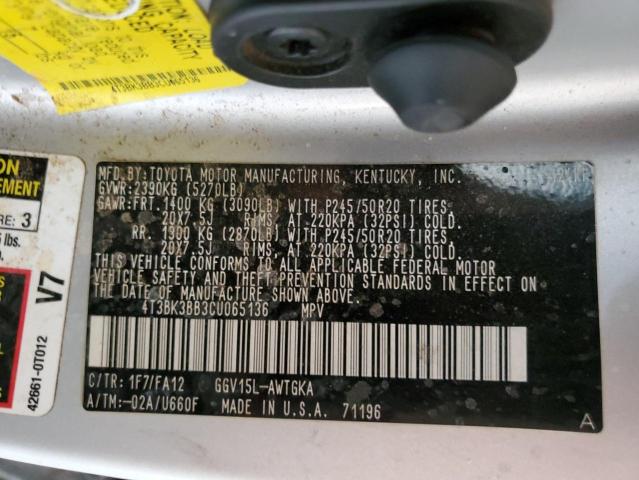 4T3BK3BB3CU065136
MFD. BY: TOYOTA MOTOR MANUFACTURING, KENTUCKY, INC.
GVWR: 2390KG (5270LB)
GAWR: FRT. 1400 KG (3090LB) WITH P245/50R20 TIRES,
20X7.5J RIMS, AT 220KPA (32PSI) COLD.
RR. 1300 KG (2870LB) WITH P245/50R20 TIRES,
20X7.5J RIMS, AT 220KPA (32PSI) COLD.
THIS VEHICLE CONFORMS TO ALL APPLICABLE FEDERAL MOTOR
VEHICLE SAFETY AND THEFT PREVENTION STANDARDS IN EFFECT ON
THE DATE OF MANUFACTURE SHOWN ABOVE.
4T3BK3BB3CU065136 MPV
C/TR: 1F7/FA12 GGV15L-AWTGKA
A/TM:-02A/U660F MADE IN U.S.A. 71196
A
RE: 3
lbs.
V7
42661-0T012